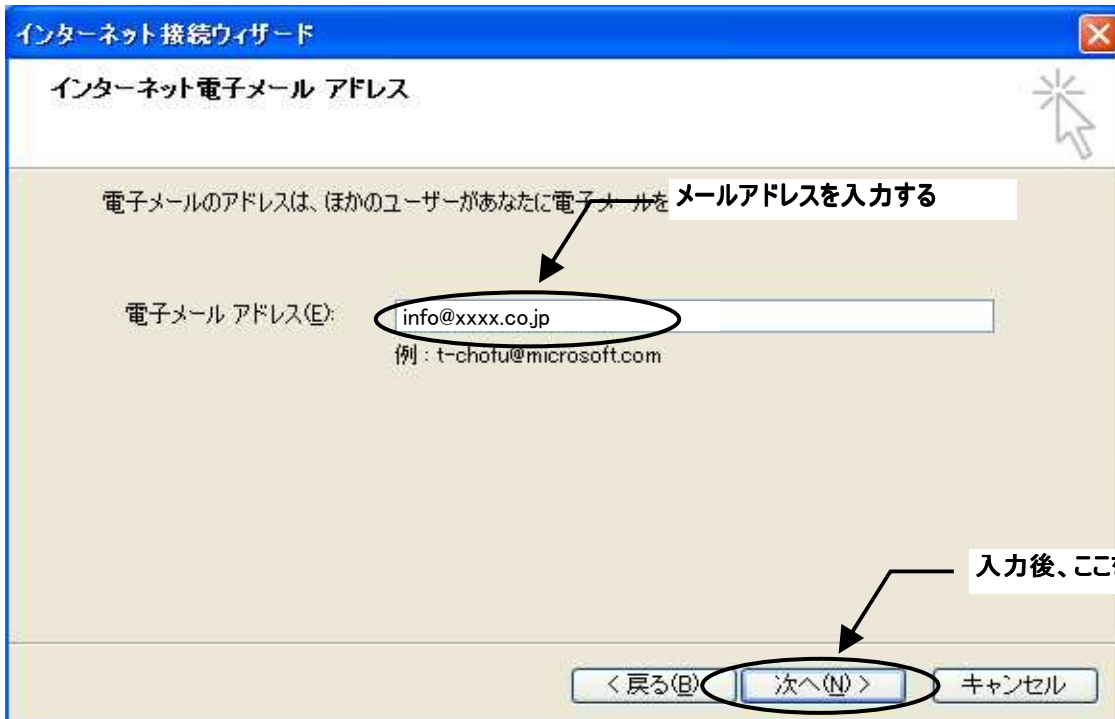 インターネット接続ウィザード
インターネット電子メール アドレス
電子メールのアドレスは、ほかのユーザーがあなたに電子メールを
メールアドレスを入力する
電子メール アドレス(E):
info@xxxx.co.jp
例 : t-chofu@microsoft.com
入力後、ここ
< 戻る(B)
次へ(N) >
キャンセル